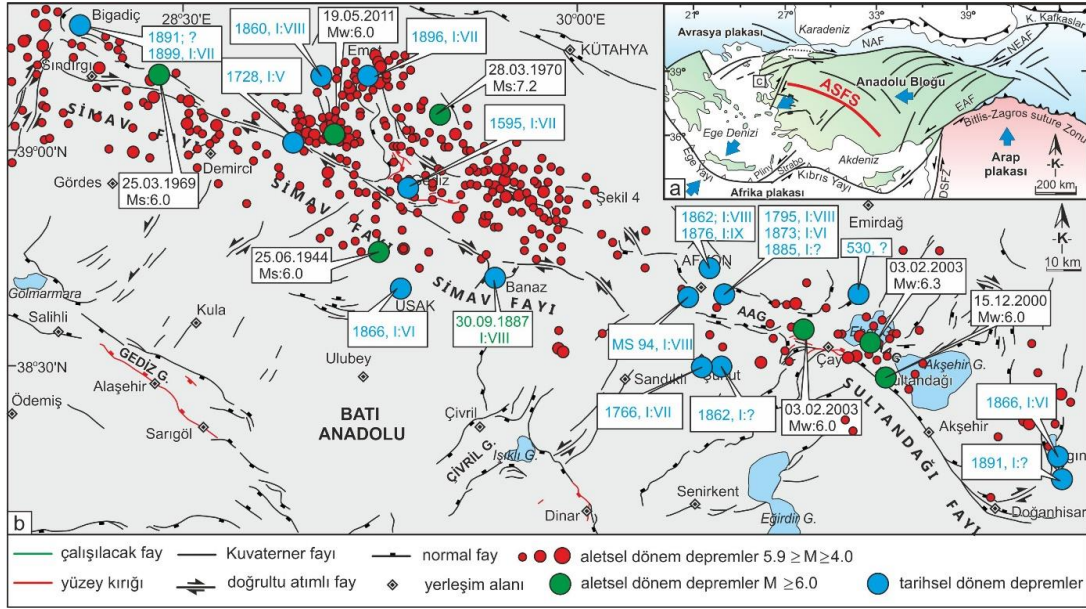 Bigadiç
28°30'
30°00'
1891; ?
1899, I:VII
1860, I:VIII
19.05.2011
Mw:6.0
Emet
1896, I:VII
KÜTAHYA
Sındırgı
1728, I:V
28.03.1970
Ms:7.2
1595, I:VII
SİMAV FAYI
39°00'N
Demirci
Gördes
25.03.1969
Ms:6.0
SİMAV FAYI
Şekil 4
25.06.1944
Ms:6.0
SİMAV FAYI
Banaz
UŞAK
1866, I:VI
30.09.1887
I:VIII
Gölmarmara
Salihli
Kula
GEDİZ G.
Alaşehir
Ulubey
38°30'
Ödemiş
Sarıgöl
BATI
ANADOLU
Çivril
ÇİVRİL G.
Işıklı G.
Dinar
Sandıklı
Senirkent
Eğirdir G.
1862; I:VIII
1876, I:IX
1795, I:VIII
1873; I:VI
1885, I:?
530, ?
Emirdağ
-K-
10 km
03.02.2003
Mw:6.3
15.12.2000
Mw:6.0
AAG
MS 94, I:VIII
1766, I:VII
1862, I:?
03.02.2003
Mw:6.0
Çay
Akşehir G.
SULTANDAĞI FAYI
Akşehir
1866, I:VI
1891, I:?
Doğanhisar
b
21°
27°
33°
39°
Karadeniz
K. Kafkaslar
Avrasya plakası
NAF
NEAF
39°
C
ASFS
Anadolu Bloğu
EAF
Bitlis-Zagros suture Zonu
36°
Ege Denizi
Ege Yayı
Pliny
Strabo
Akdeniz
Kıbrıs Yayı
DSFZ
Arap
plakası
-K-
200 km
a
Afrika plakası
çalışılacak fay
Kuvaterner fayı
normal fay
aletsel dönem depremler 5.9 ≥ M ≥ 4.0
yüzey kırığı
doğrultu atımlı fay
yerleşim alanı
aletsel dönem depremler M ≥ 6.0
tarihsel dönem depremler